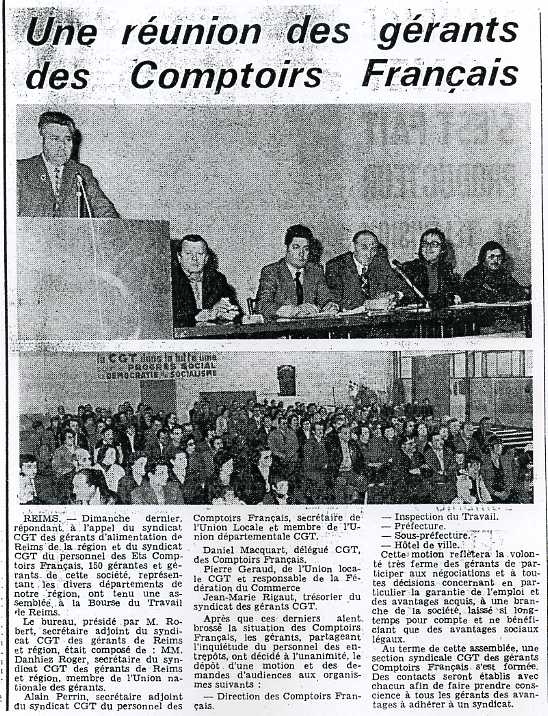 Une réunion des gérants
des Comptoirs Français
S'EST FAIT
PRODUCTEUR
la CGT dans la lutte une
PROGRES SOCIAL
DEMOCRATIE SOCIALISME
REIMS. — Dimanche dernier,
répondant, à l'appel du syndicat
CGT des gérants d'alimentation de
Reims de la région et du syndicat
CGT du personnel des Ets Comp-
toirs Français, 150 gérantes et gé-
rants de cette société, représen-
tant les divers départements de
notre région, ont tenu une as-
semblée, à la Bourse du Travail
de Reims.
Le bureau, présidé par M. Ro-
bert, secrétaire adjoint du syndi-
cat CGT des gérants de Reims
et région, était composé de : MM.
Danhiez Roger, secrétaire du syn-
dicat CGT des gérants de Reims
et région, membre de l'Union na-
tionale des gérants.
Alain Perrin, secrétaire adjoint
du syndicat CGT du personnel des
Comptoirs Français, secrétaire de
l'Union Locale et membre de l'U-
nion départementale CGT.
Daniel Macquart, délégué CGT,
des Comptoirs Français.
Pierre Geraud, de l'Union loca-
le CGT et responsable de la Fé-
dération du Commerce
Jean-Marie Rigaut, trésorier du
syndicat des gérants CGT.
Après que ces derniers aient
brossé la situation des Comptoirs
Français, les gérants, partageant
l'inquiétude du personnel des en-
trepôts, ont décidé à l'unanimité, le
dépôt d'une motion et des de-
mandes d'audiences aux organis-
mes suivants :
— Direction des Comptoirs Fran-
çais.
— Inspection du Travail.
— Préfecture.
— Sous-préfecture.
— Hôtel de ville.
Cette motion reflètera la volon-
té très ferme des gérants de par-
ticiper aux négociations et à tou-
tes décisions concernant en par-
ticulier la garantie de l'emploi et
des avantages acquis, à une bran-
che de la société, laissé si long-
temps pour compte et ne bénéfi-
ciant que des avantages sociaux
légaux.
Au terme de cette assemblée, une
section syndicale CGT des gérants
Comptoirs Français s'est formée.
Des contacts seront établis avec
chacun afin de faire prendre cons-
cience à tous les gérants des avan-
tages à adhérer à un syndicat.